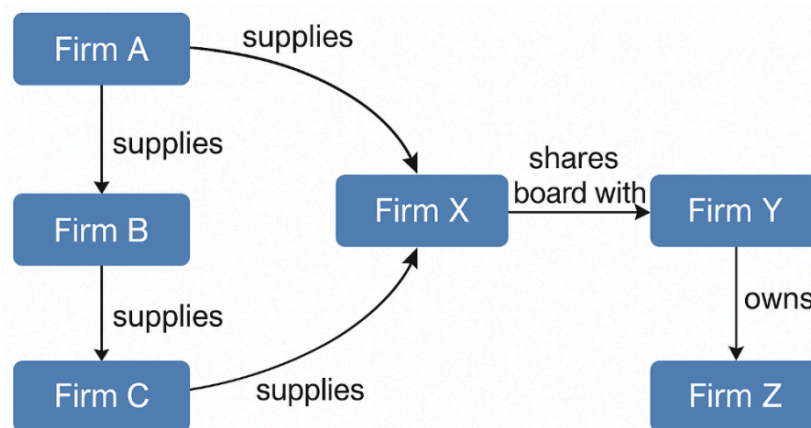 Firm A
supplies
supplies
Firm B
supplies
Firm C
supplies
Firm X
shares
board with
Firm Y
owns
Firm Z